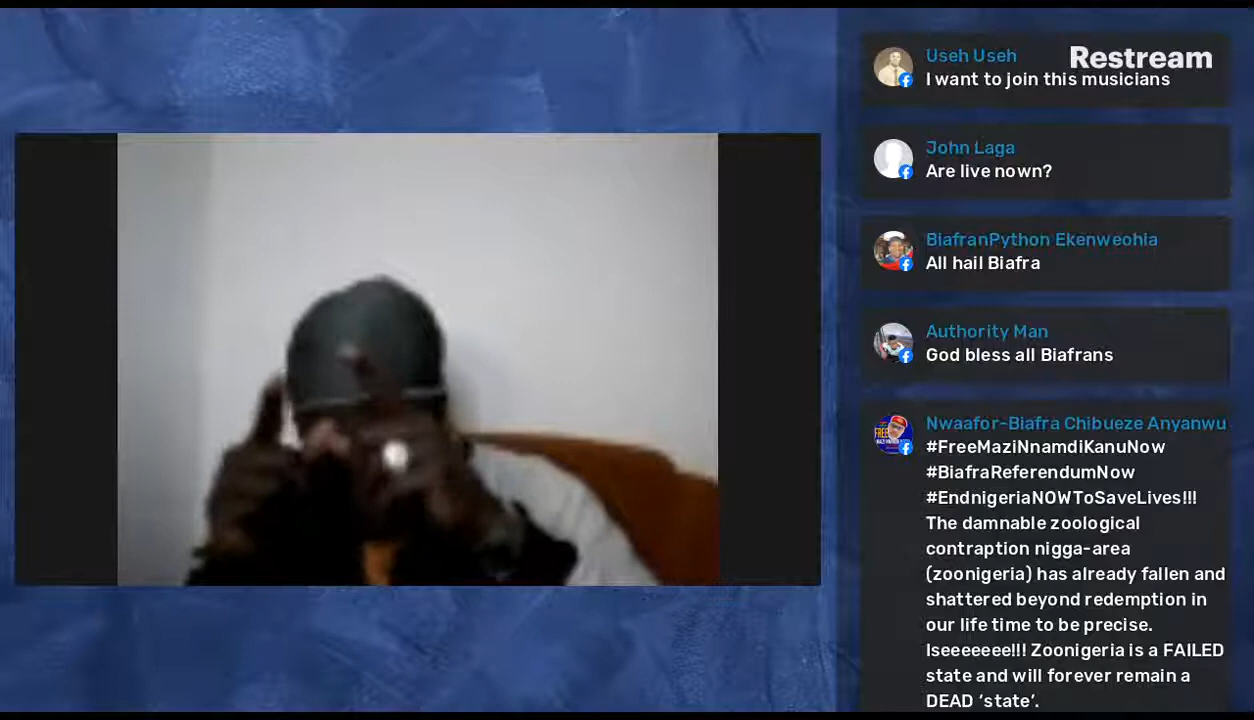 Restream
Useh Useh
I want to join this musicians
John Laga
Are live nown?
BiafranPython Ekenweohia
All hail Biafra
Authority Man
God bless all Biafrans
Nwaafor-Biafra Chibueze Anyanwu
#FreeMaziNnamdiKanuNow
#BiafraReferendumNow
#EndnigeriaNOWToSaveLives!!!
The damnable zoological
contraption nigga-area
(zoonigeria) has already fallen and
shattered beyond redemption in
our life time to be precise.
Iseeeeeee!!! Zoonigeria is a FAILED
state and will forever remain a
DEAD ‘state’.